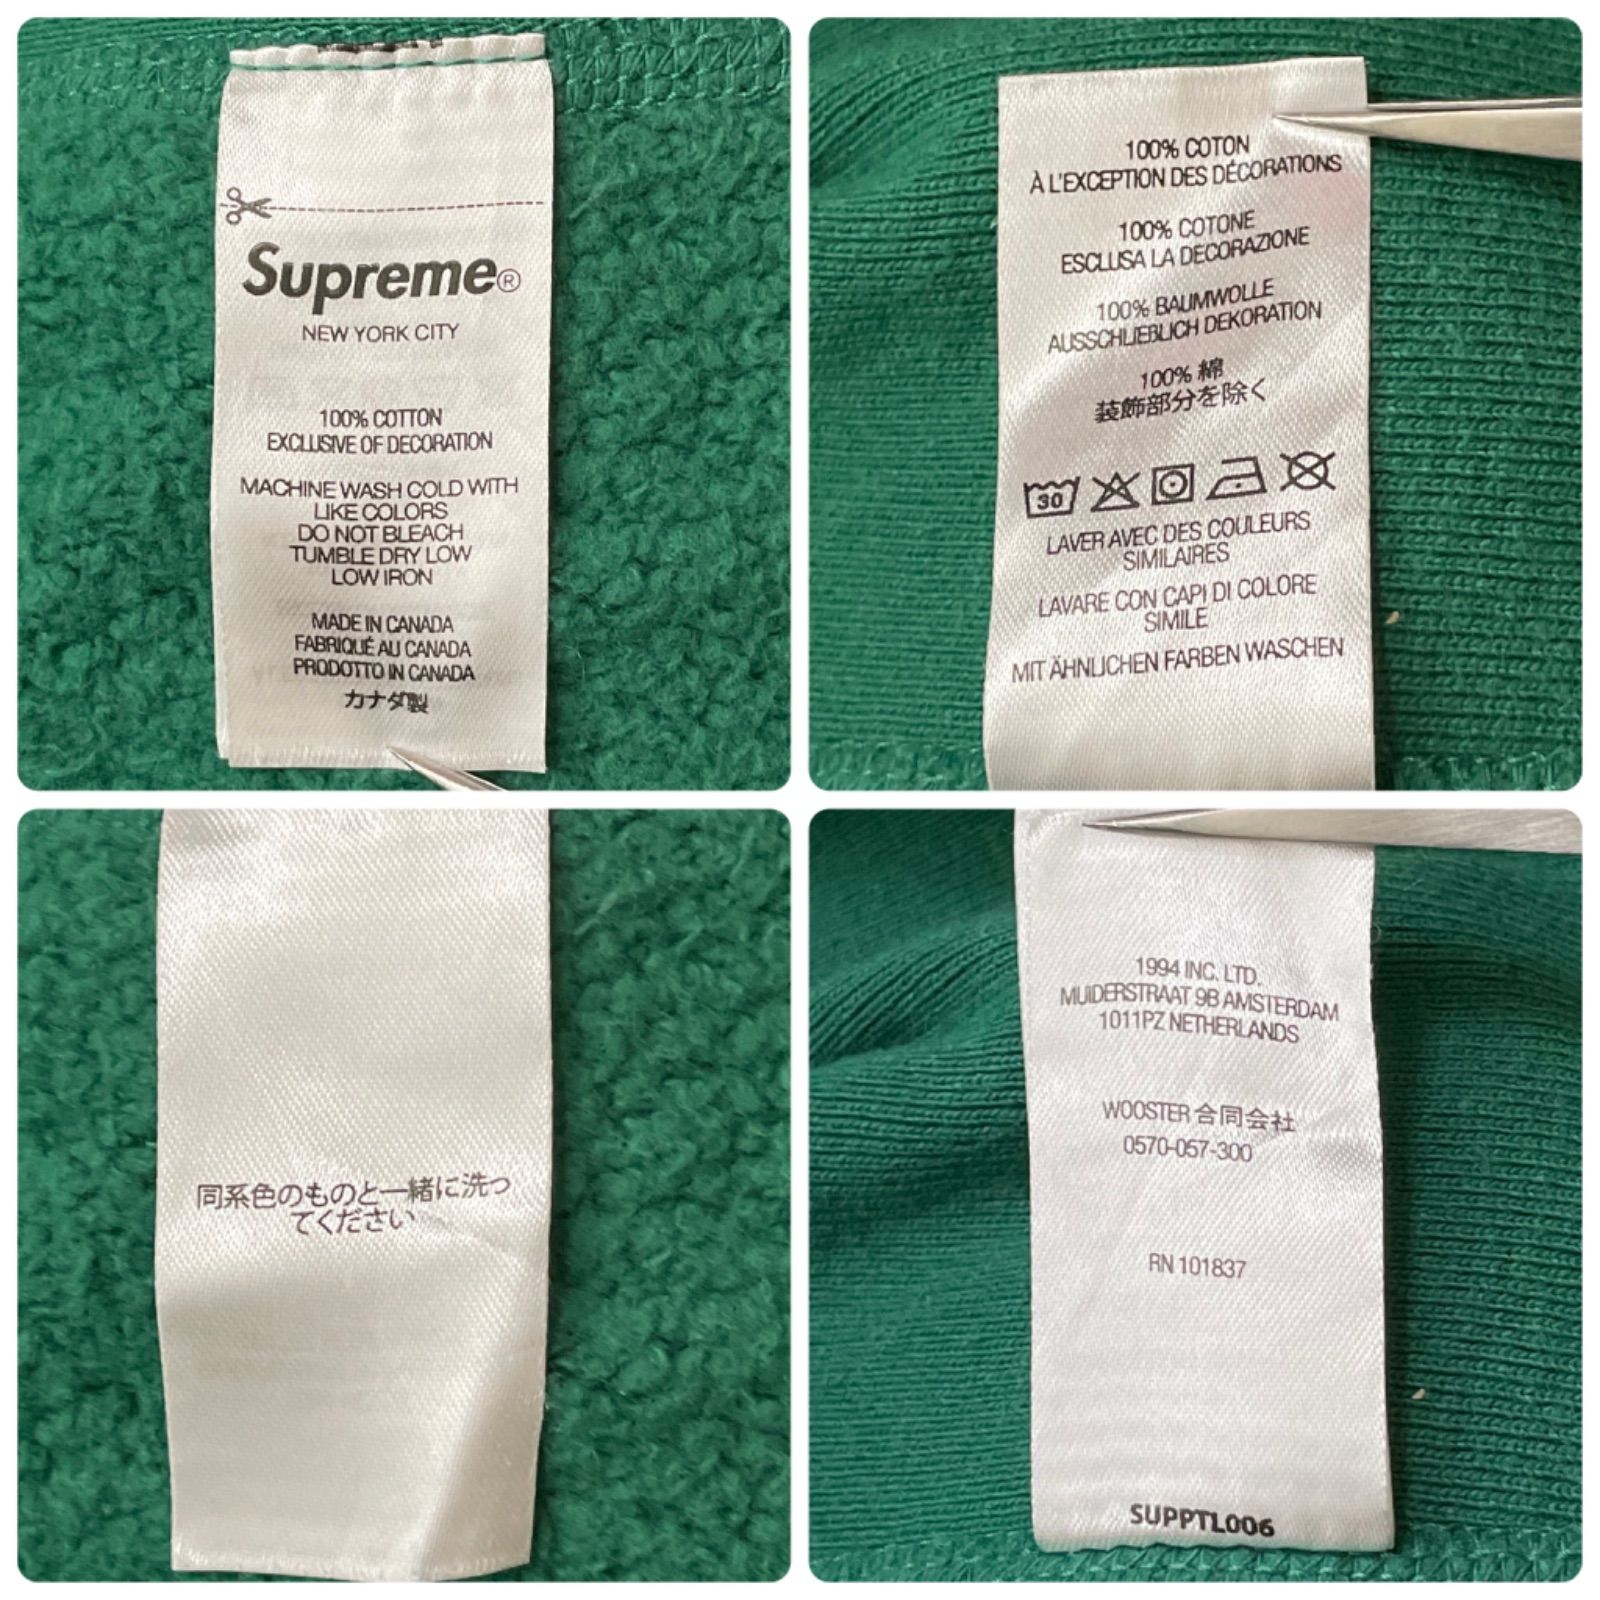 Supreme®
NEW YORK CITY
100% COTTON
EXCLUSIVE OF DECORATION
MACHINE WASH COLD WITH
LIKE COLORS
DO NOT BLEACH
TUMBLE DRY LOW
LOW IRON
MADE IN CANADA
FABRIQUÉ AU CANADA
PRODOTTO IN CANADA
カナダ製
100% COTON
À L'EXCEPTION DES DÉCORATIONS
100% COTONE
ESCLUSA LA DECORAZIONE
100% BAUMWOLLE
AUSSCHLIEßLICH DEKORATION
100% 綿
装飾部分を除く
30
LAVER AVEC DES COULEURS
SIMILAIRES
LAVARE CON CAPI DI COLORE
SIMILE
MIT ÄHNLICHEN FARBEN WASCHEN
同系色のものと一緒に洗っ
てください
1994 INC. LTD.
MUIDERSTRAAT 9B AMSTERDAM
1011PZ NETHERLANDS
WOOSTER 合同会社
0570-057-300
RN 101837
SUPPTL006